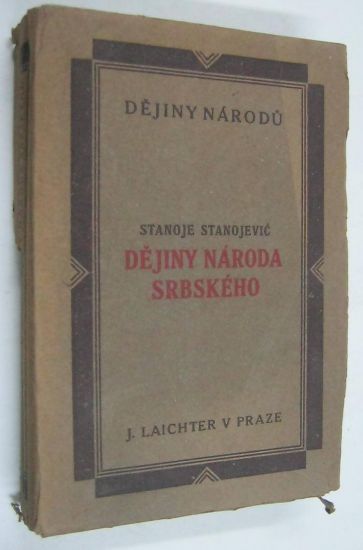 DĚJINY NÁRODŮ
STANOJE STANOJEVIĆ
DĚJINY NÁRODA
SRBSKÉHO
J. LAICHTER V PRAZE